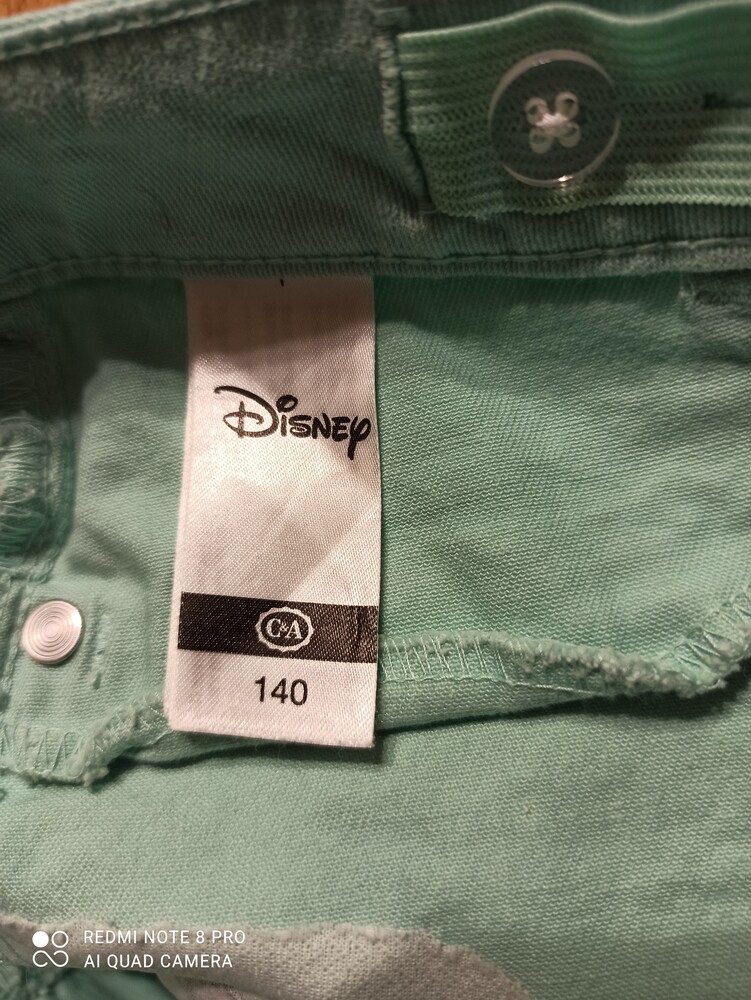 Disney
C&A
140
REDMI NOTE 8 PRO
AI QUAD CAMERA